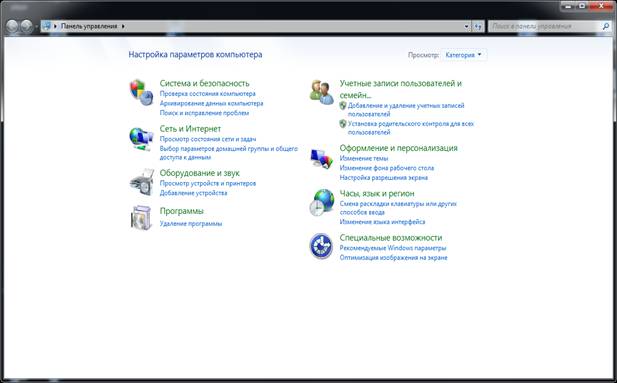 Панель управления
Поиск в панели управления
Настройка параметров компьютера
Просмотр: Категория
Система и безопасность
Проверка состояния компьютера
Архивирование данных компьютера
Поиск и исправление проблем
Сеть и Интернет
Просмотр состояния сети и задач
Выбор параметров домашней группы и общего
доступа к данным
Оборудование и звук
Просмотр устройств и принтеров
Добавление устройства
Программы
Удаление программы
Учетные записи пользователей и
семейн...
Добавление и удаление учетных записей
пользователей
Установка родительского контроля для всех
пользователей
Оформление и персонализация
Изменение темы
Изменение фона рабочего стола
Настройка разрешения экрана
Часы, язык и регион
Смена раскладки клавиатуры или других
способов ввода
Изменение языка интерфейса
Специальные возможности
Рекомендуемые Windows параметры
Оптимизация изображения на экране